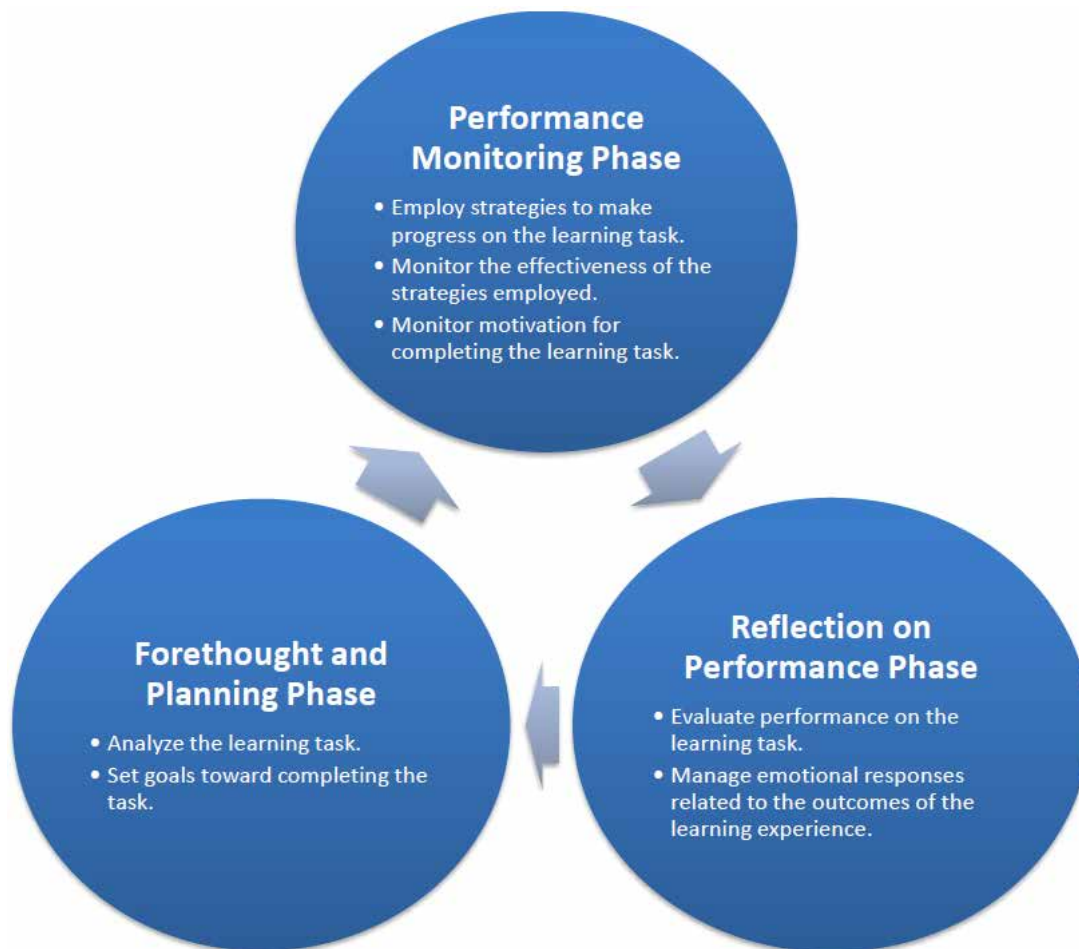 Performance
Monitoring Phase
• Employ strategies to make
progress on the learning task.
• Monitor the effectiveness of the
strategies employed.
• Monitor motivation for
completing the learning task.
Forethought and
Planning Phase
• Analyze the learning task.
• Set goals toward completing the
task.
Reflection on
Performance Phase
• Evaluate performance on the
learning task.
• Manage emotional responses
related to the outcomes of the
learning experience.